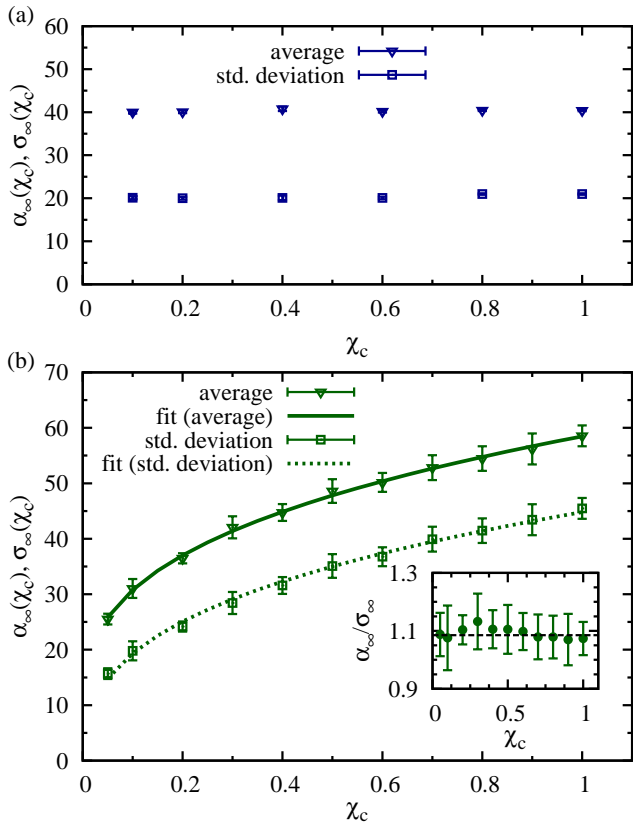 (a)
60
50
40
30
20
10
0
α∞(χc), σ∞(χc)
average
std. deviation
0 0.2 0.4 0.6 0.8 1
χc
(b)
70
60
50
40
30
20
10
0
α∞(χc), σ∞(χc)
average
fit (average)
std. deviation
fit (std. deviation)
1.3
1.1
0.9
α∞/σ∞
0 0.5 1
χc
0 0.2 0.4 0.6 0.8 1
χc